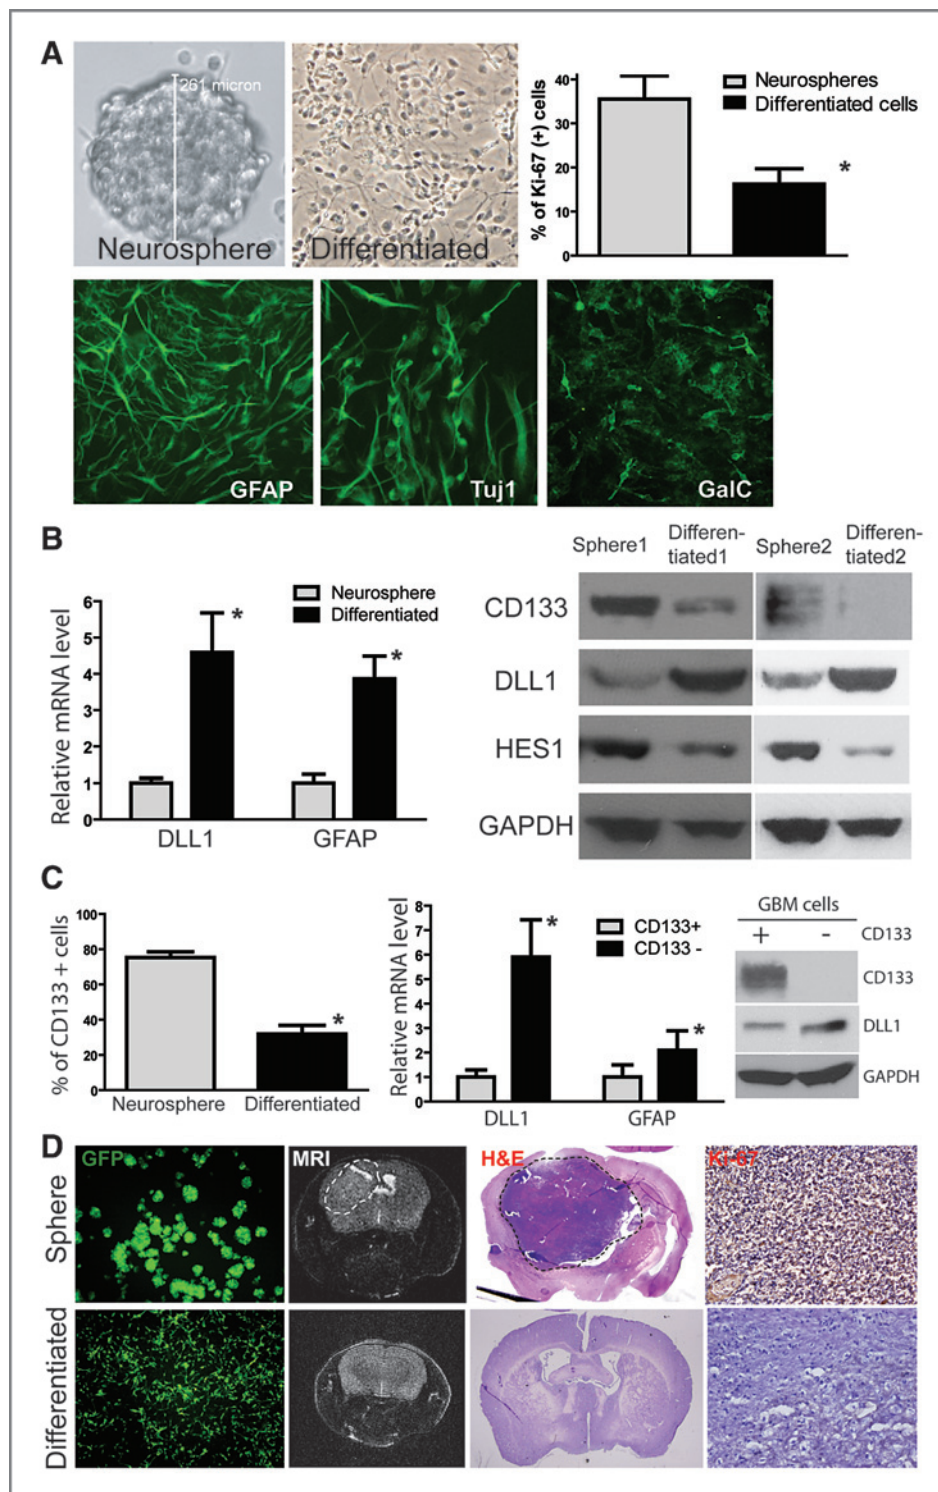 A
261 micron
Neurosphere
Differentiated
% of Ki-67 (+) cells
40
30
20
10
0
Neurospheres
Differentiated cells
*
GFAP
Tuj1
GalC
B
Relative mRNA level
6
5
4
3
2
1
0
Neurosphere
Differentiated
*
*
DLL1
GFAP
Sphere1
Differen-
tiated1
Sphere2
Differen-
tiated2
CD133
DLL1
HES1
GAPDH
C
% of CD133 + cells
100
80
60
40
20
0
*
Neurosphere
Differentiated
Relative mRNA level
8
7
6
5
4
3
2
1
0
CD133+
CD133 -
*
*
DLL1
GFAP
GBM cells
+
-
CD133
CD133
DLL1
GAPDH
D
Sphere
GFP
MRI
H&E
Ki-67
Differentiated